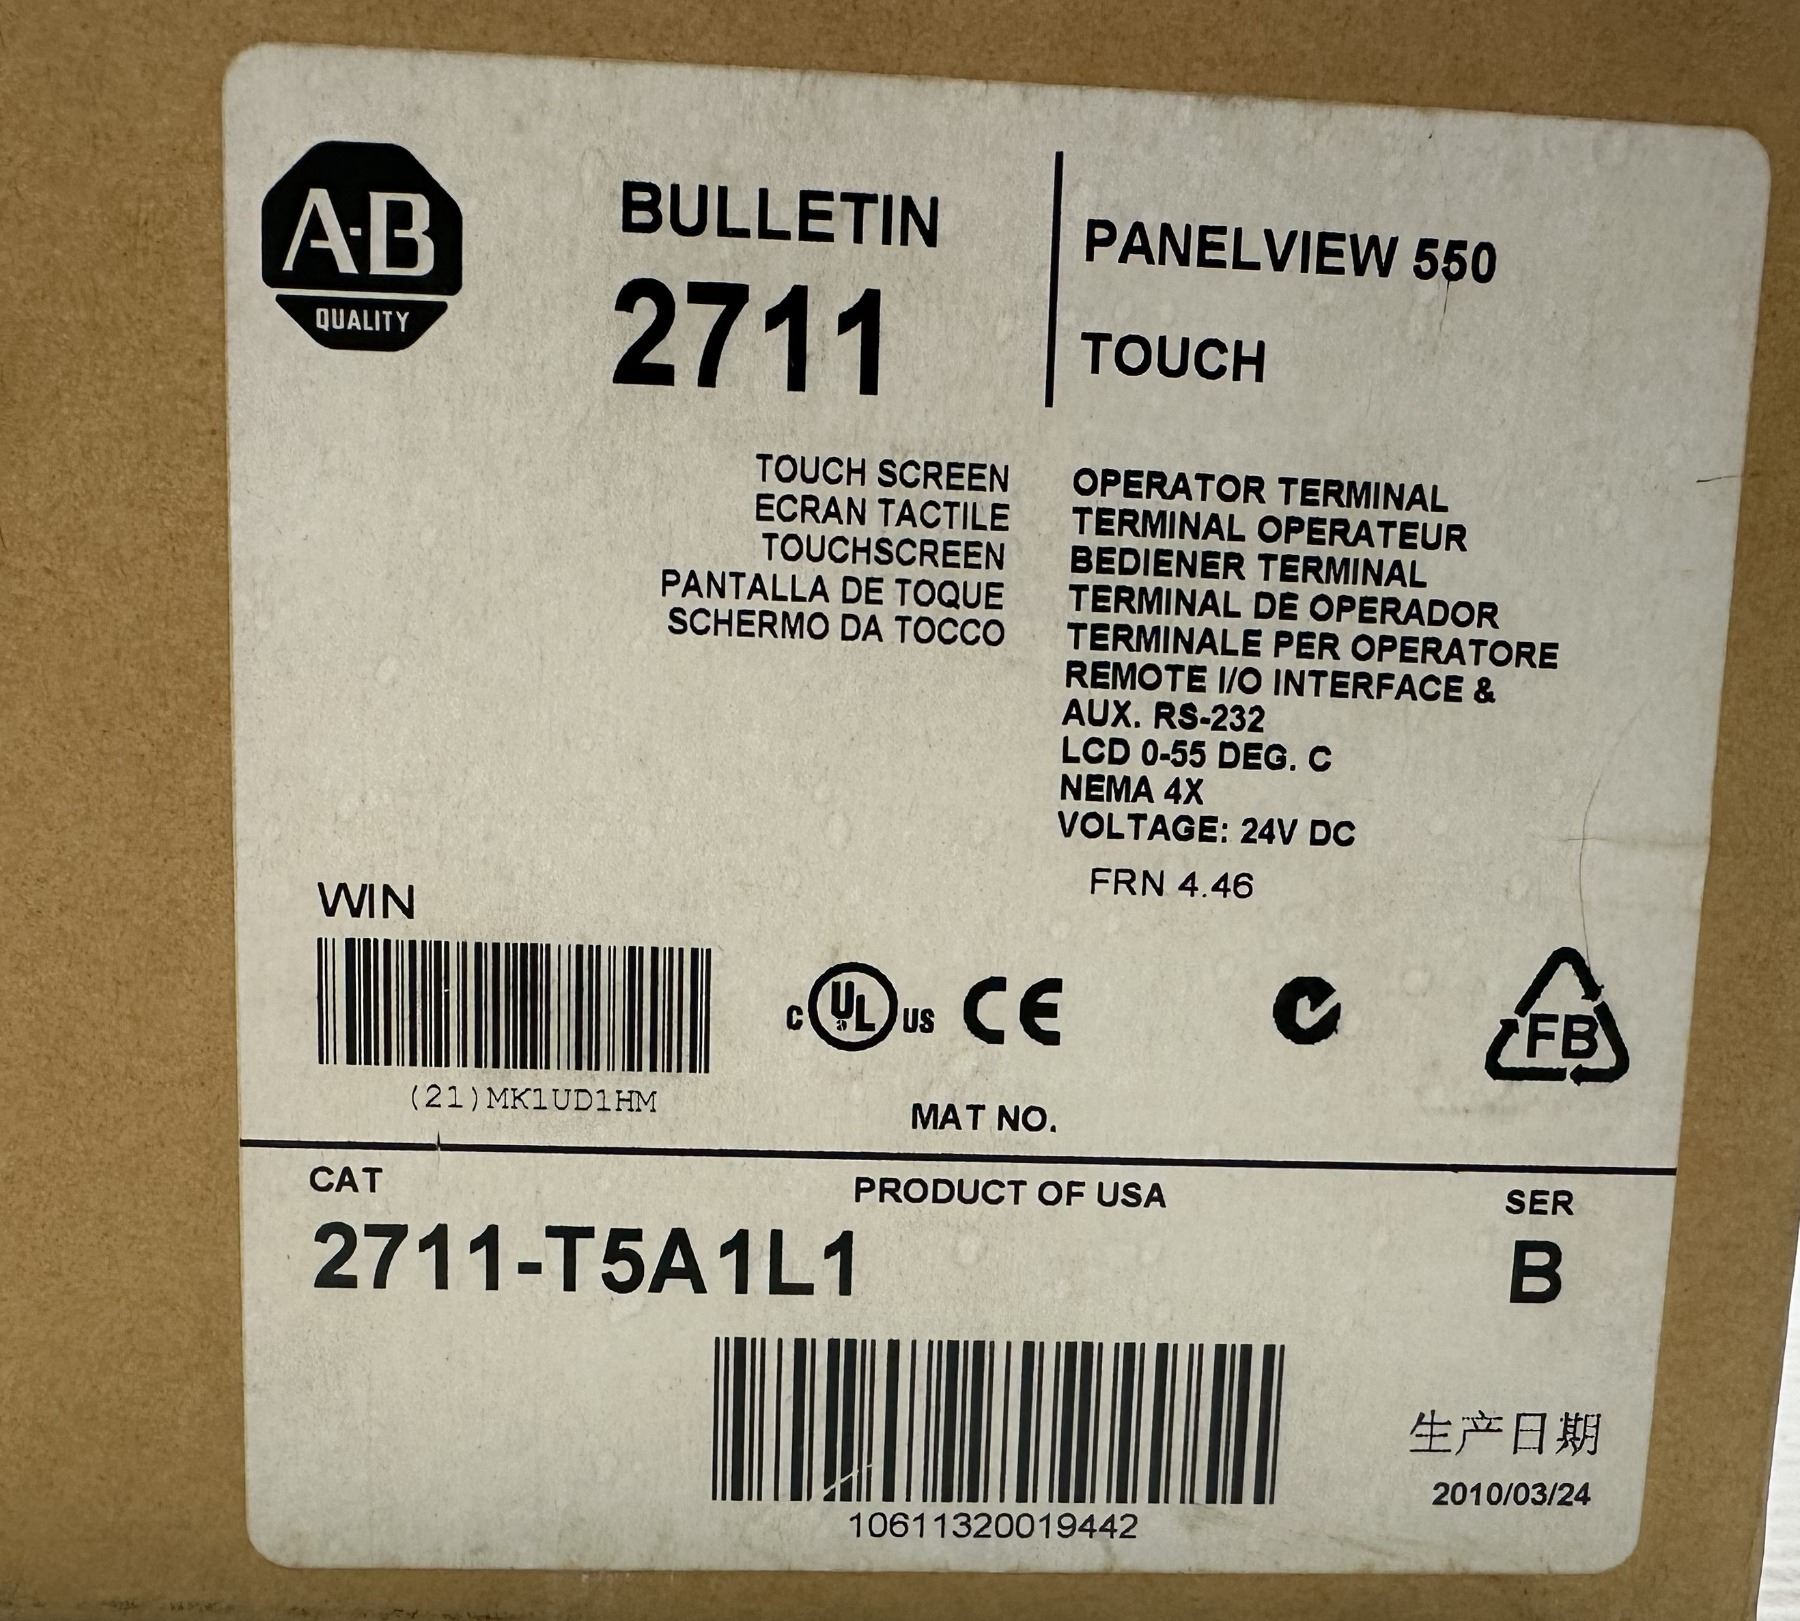 A-B
QUALITY
BULLETIN
2711
PANELVIEW 550
TOUCH
TOUCH SCREEN
ECRAN TACTILE
TOUCHSCREEN
PANTALLA DE TOQUE
SCHERMO DA TOCCO
OPERATOR TERMINAL
TERMINAL OPERATEUR
BEDIENER TERMINAL
TERMINAL DE OPERADOR
TERMINALE PER OPERATORE
REMOTE I/O INTERFACE &
AUX. RS-232
LCD 0-55 DEG. C
NEMA 4X
VOLTAGE: 24V DC
FRN 4.46
WIN
(21)MK1UD1HM
C UL US CE
FB
MAT NO.
CAT
PRODUCT OF USA
SER
2711-T5A1L1
B
生产日期
2010/03/24
10611320019442